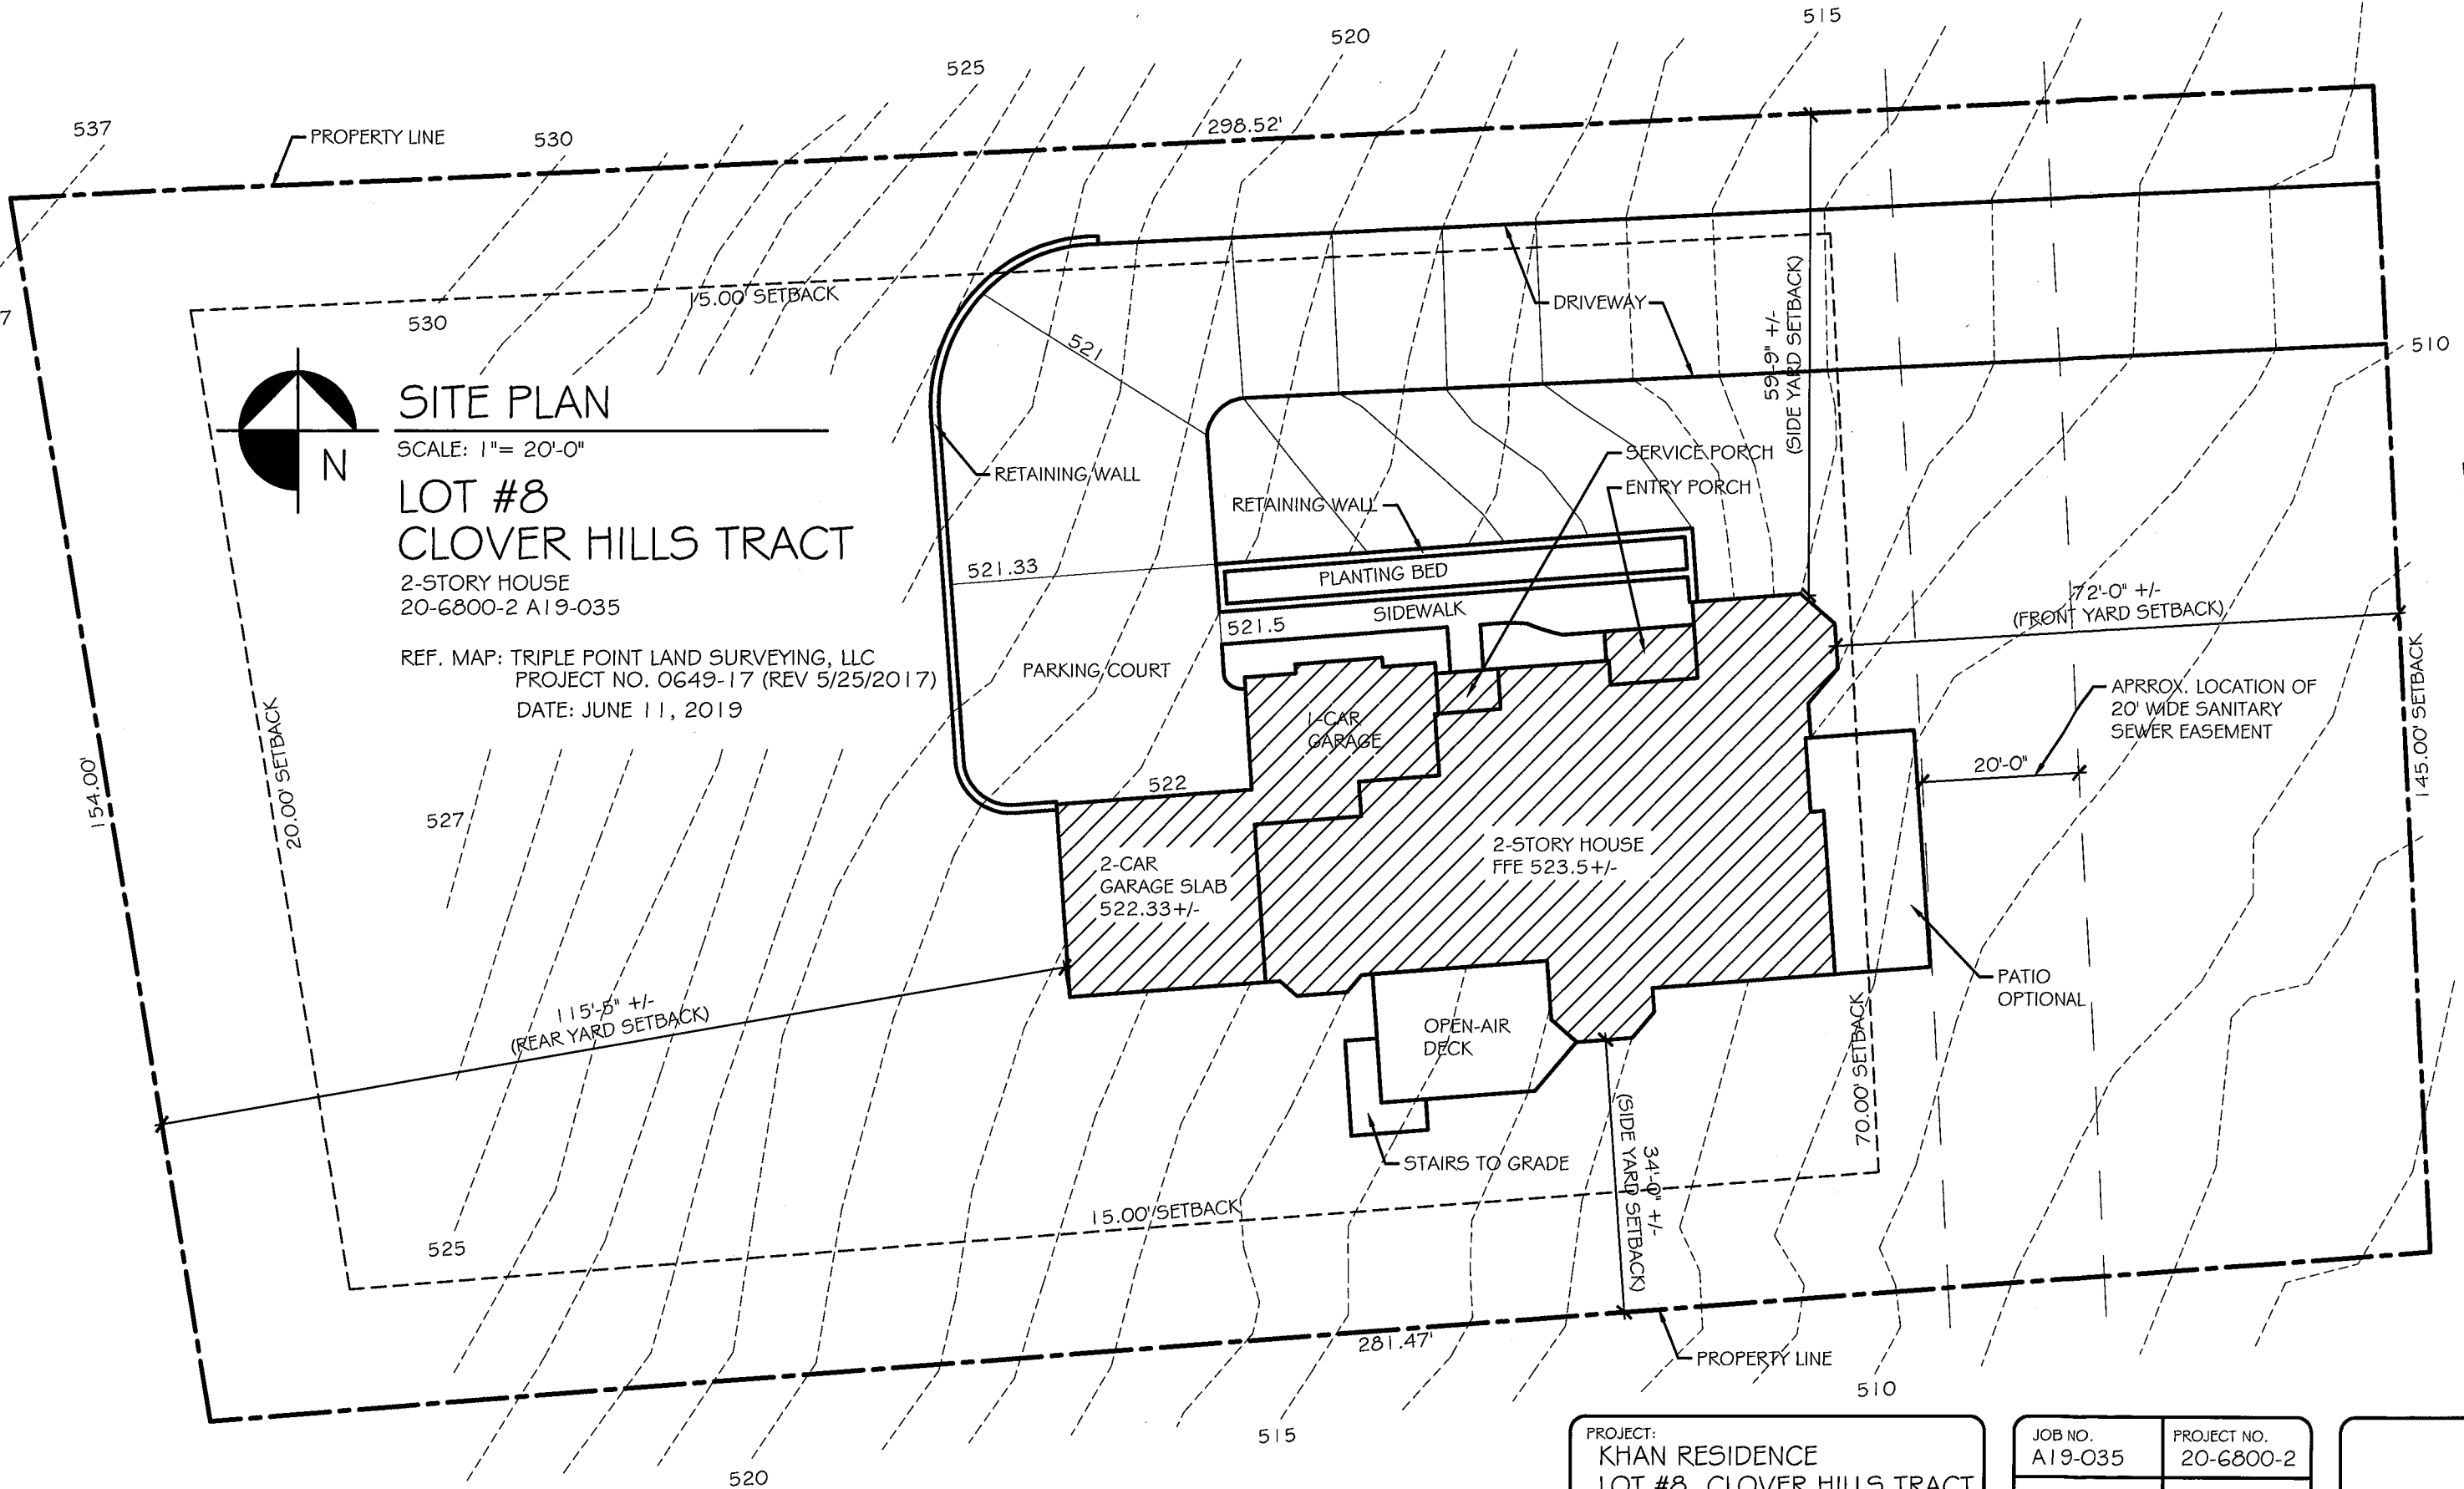 515
520
525
298.52'
537
PROPERTY LINE
530
7
15.00' SETBACK
530
521
DRIVEWAY
59'-9" +/-
(SIDE YARD SETBACK)
510
SITE PLAN
SCALE: 1"= 20'-0"
N
LOT #8
CLOVER HILLS TRACT
2-STORY HOUSE
20-6800-2 A19-035
REF. MAP: TRIPLE POINT LAND SURVEYING, LLC
PROJECT NO. 0649-17 (REV 5/25/2017)
DATE: JUNE 11, 2019
RETAINING WALL
SERVICE PORCH
ENTRY PORCH
RETAINING WALL
521.33
PLANTING BED
SIDEWALK
521.5
PARKING COURT
72'-0" +/-
(FRONT YARD SETBACK)
145.00' SETBACK
APRROX. LOCATION OF
20' WIDE SANITARY
SEWER EASEMENT
20'-0"
1-CAR
GARAGE
522
154.00'
20.00' SETBACK
527
2-CAR
GARAGE SLAB
522.33+/-
2-STORY HOUSE
FFE 523.5+/-
PATIO
OPTIONAL
115'-5" +/-
(REAR YARD SETBACK)
OPEN-AIR
DECK
70.00' SETBACK
STAIRS TO GRADE
34'-0" +/-
(SIDE YARD SETBACK)
15.00' SETBACK
525
281.47'
PROPERTY LINE
510
515
520
PROJECT:
KHAN RESIDENCE
LOT #8, CLOVER HILLS TRACT
JOB NO.
A19-035
PROJECT NO.
20-6800-2